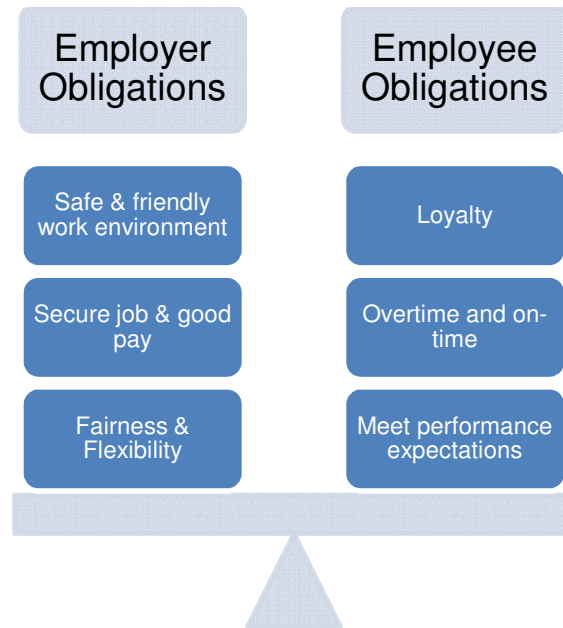 Employer
Obligations
Safe & friendly
work environment
Secure job & good
pay
Fairness &
Flexibility
Employee
Obligations
Loyalty
Overtime and on-
time
Meet performance
expectations